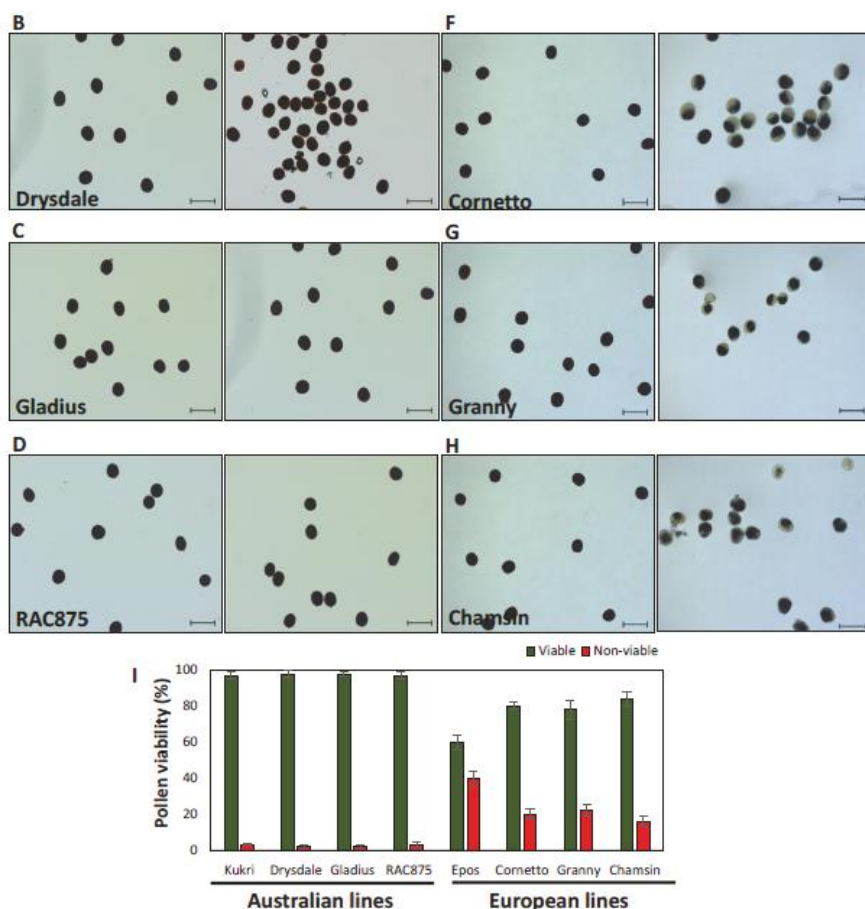 B
F
Drysdale
Cornetto
C
G
Gladius
Granny
D
H
RAC875
Chamsin
Viable Non-viable
I
Pollen viability (%)
100
80
60
40
20
0
Kukri Drysdale Gladius RAC875 Epos Cornetto Granny Chamsin
Australian lines European lines